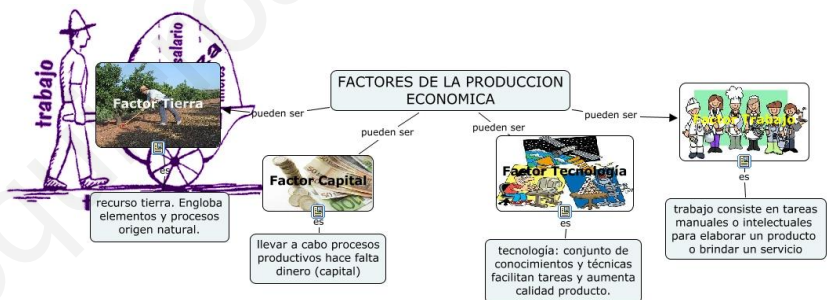 FACTORES DE LA PRODUCCION
ECONOMICA
pueden ser
pueden ser
pueden ser
pueden ser
trabajo
salario
Factor Tierra
es
recurso tierra. Engloba
elementos y procesos
origen natural.
Factor Capital
es
llevar a cabo procesos
productivos hace falta
dinero (capital)
Factor Tecnología
es
tecnología: conjunto de
conocimientos y técnicas
facilitan tareas y aumenta
calidad producto.
Factor Trabajo
es
trabajo consiste en tareas
manuales o intelectuales
para elaborar un producto
o brindar un servicio